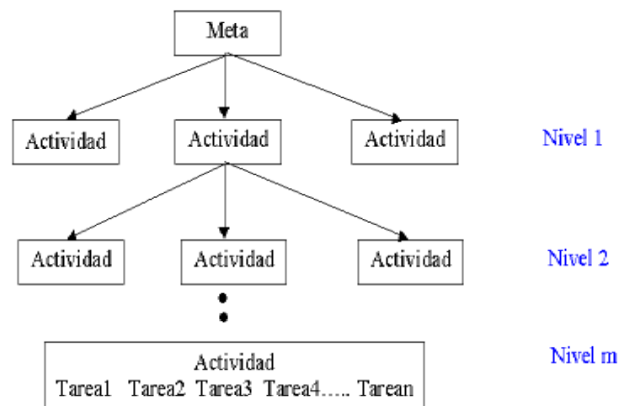 Meta
Actividad Actividad Actividad Nivel 1
Actividad Actividad Actividad Nivel 2
Actividad Nivel m
Tarea1 Tarea2 Tarea3 Tarea4..... Tarean